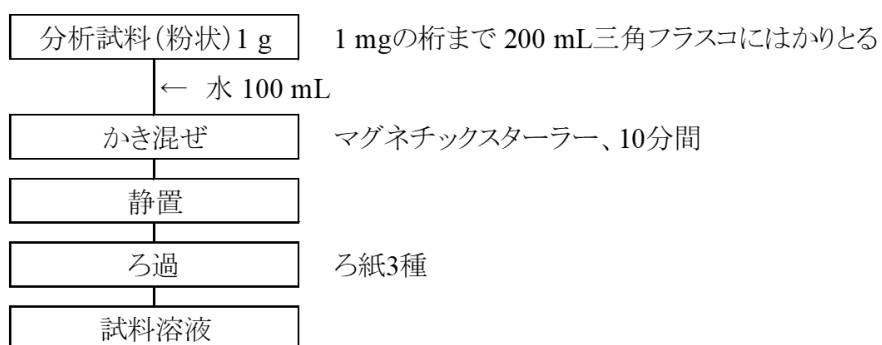 分析試料(粉状)1 g 1 mgの桁まで 200 mL三角フラスコにはかりとる
← 水 100 mL
かき混ぜ マグネチックスターラー、10分間
静置
ろ過 ろ紙3種
試料溶液